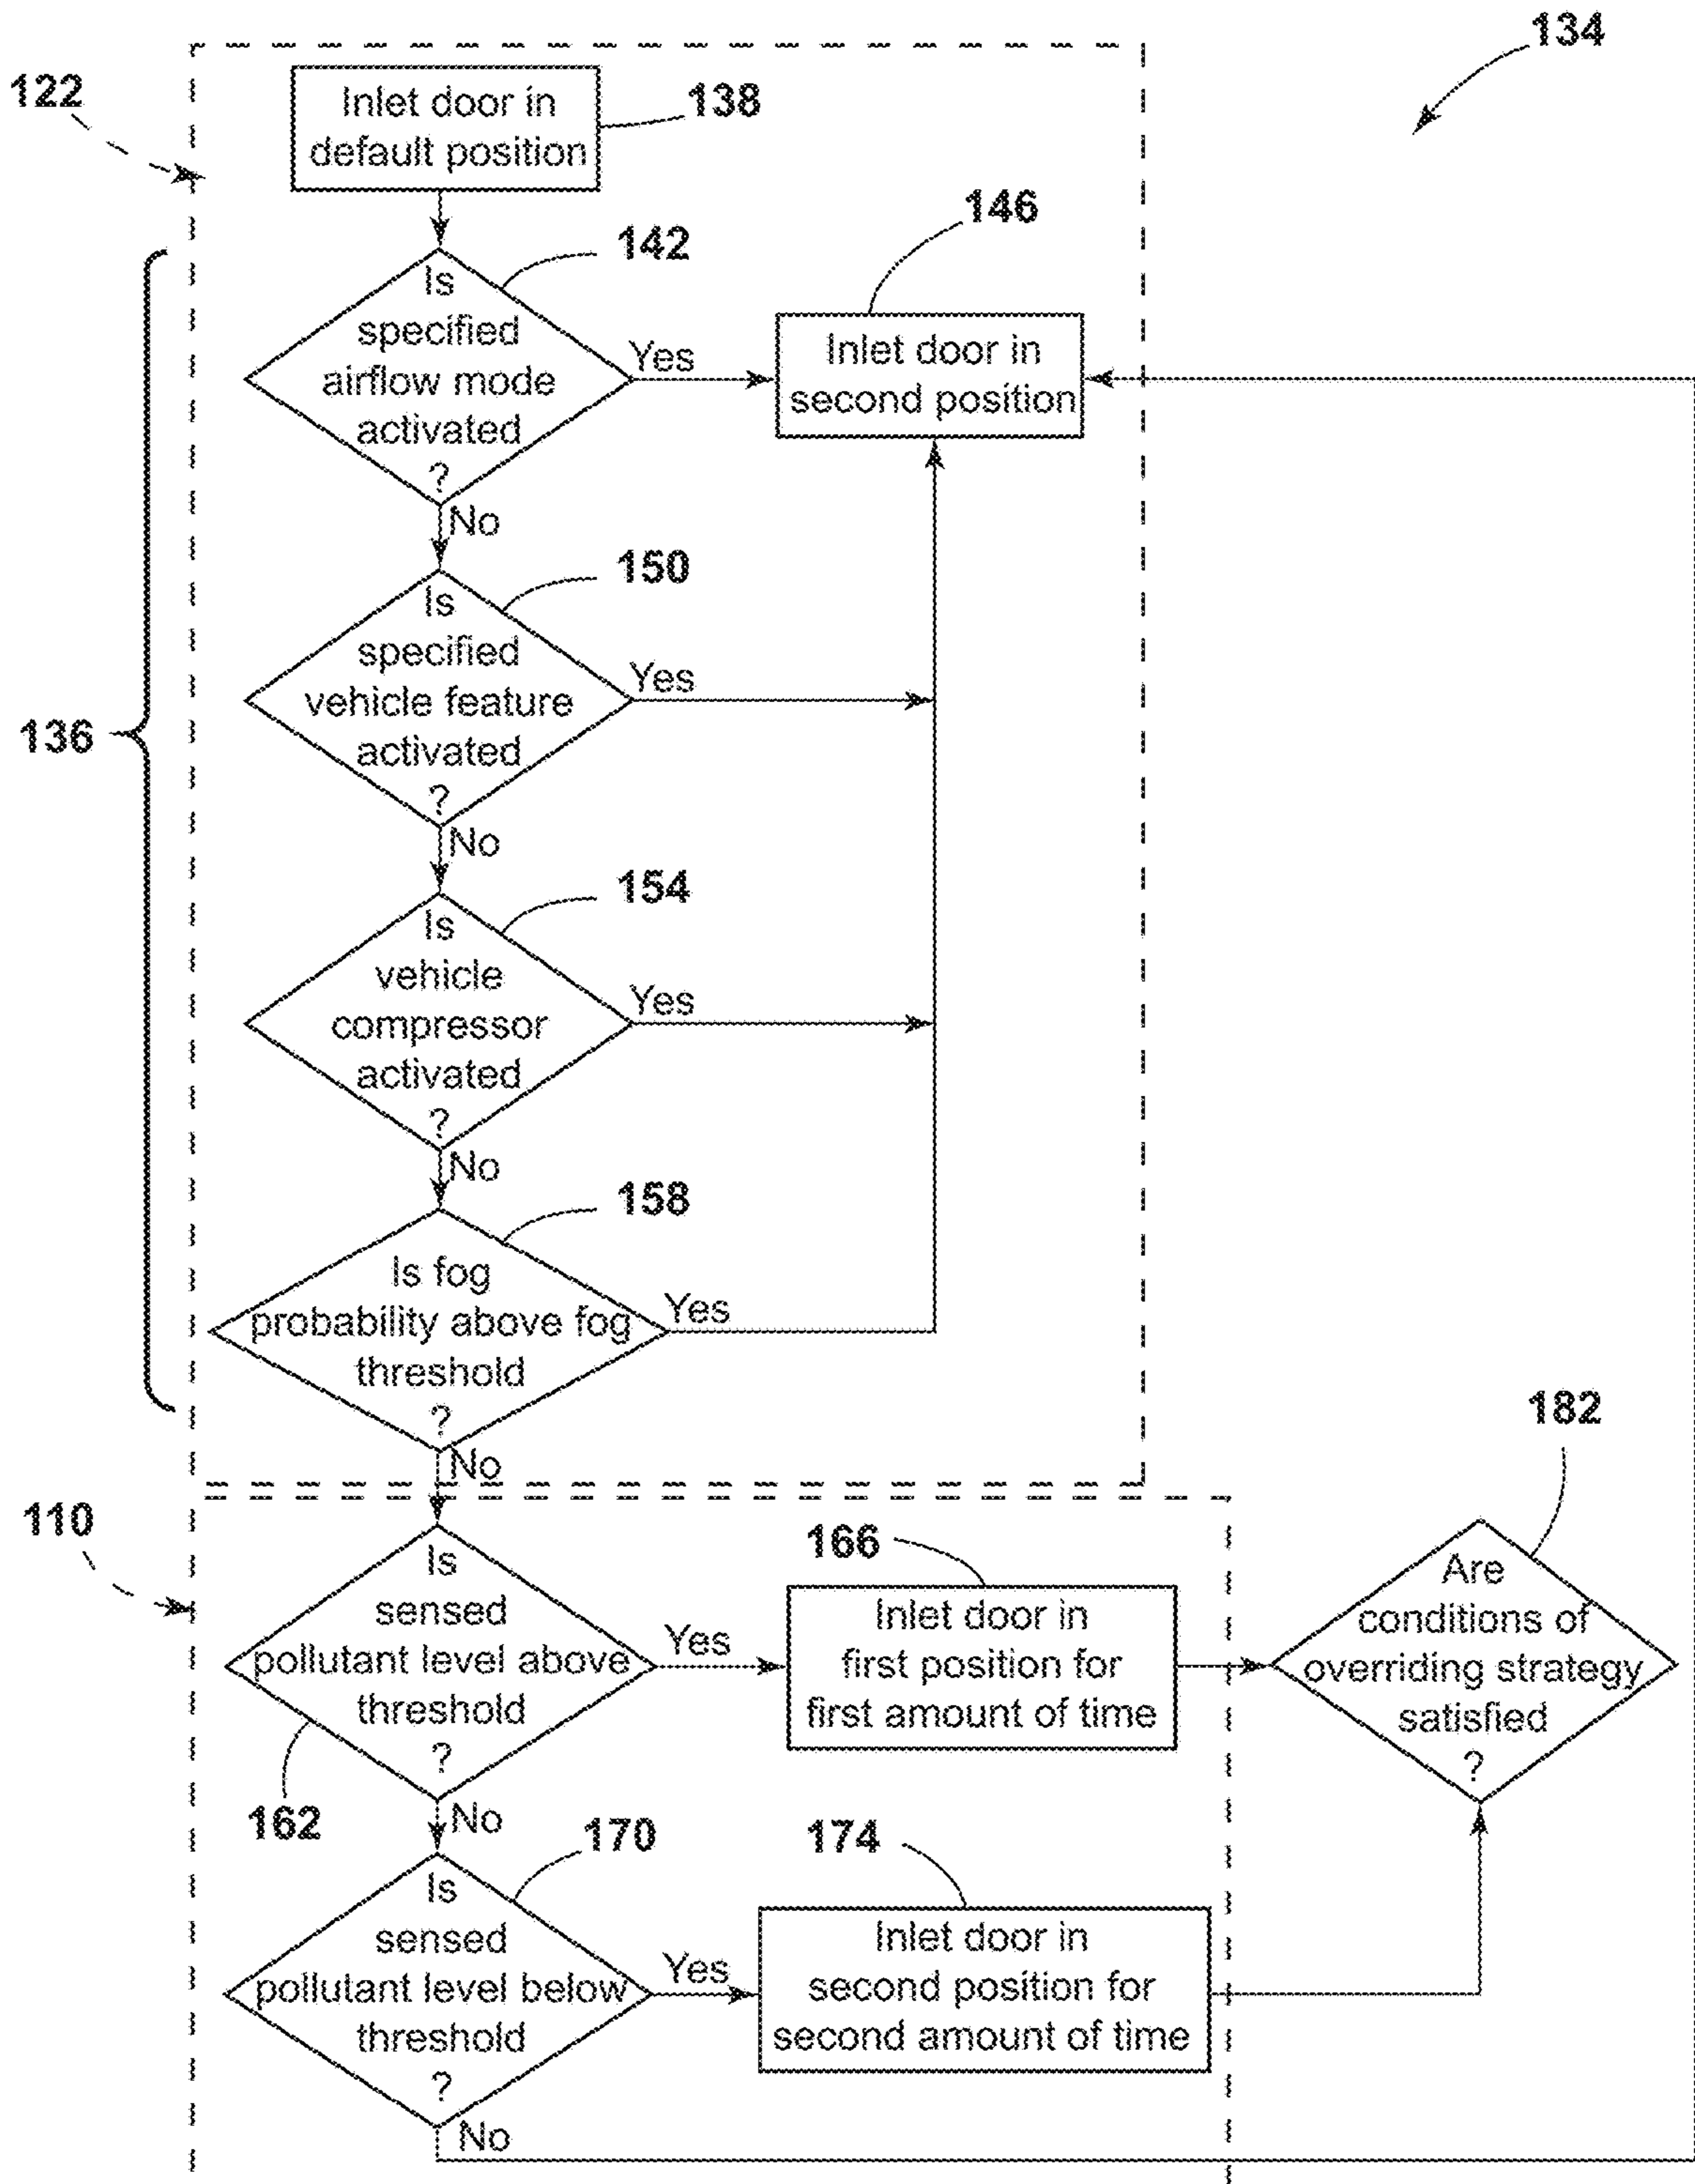 134
122
Inlet door in
default position
138
146
142
Is
specified
airflow mode
activated
?
Yes
Inlet door in
second position
No
150
Is
specified
vehicle feature
activated
?
Yes
136
No
154
Is
vehicle
compressor
activated
?
Yes
No
158
Is fog
probability above fog
threshold
?
Yes
No
182
110
Is
sensed
pollutant level above
threshold
?
Yes
162
166
Inlet door in
first position for
first amount of time
Are
conditions of
overriding strategy
satisfied
?
No
170
174
Is
sensed
pollutant level below
threshold
?
Yes
Inlet door in
second position for
second amount of time
No